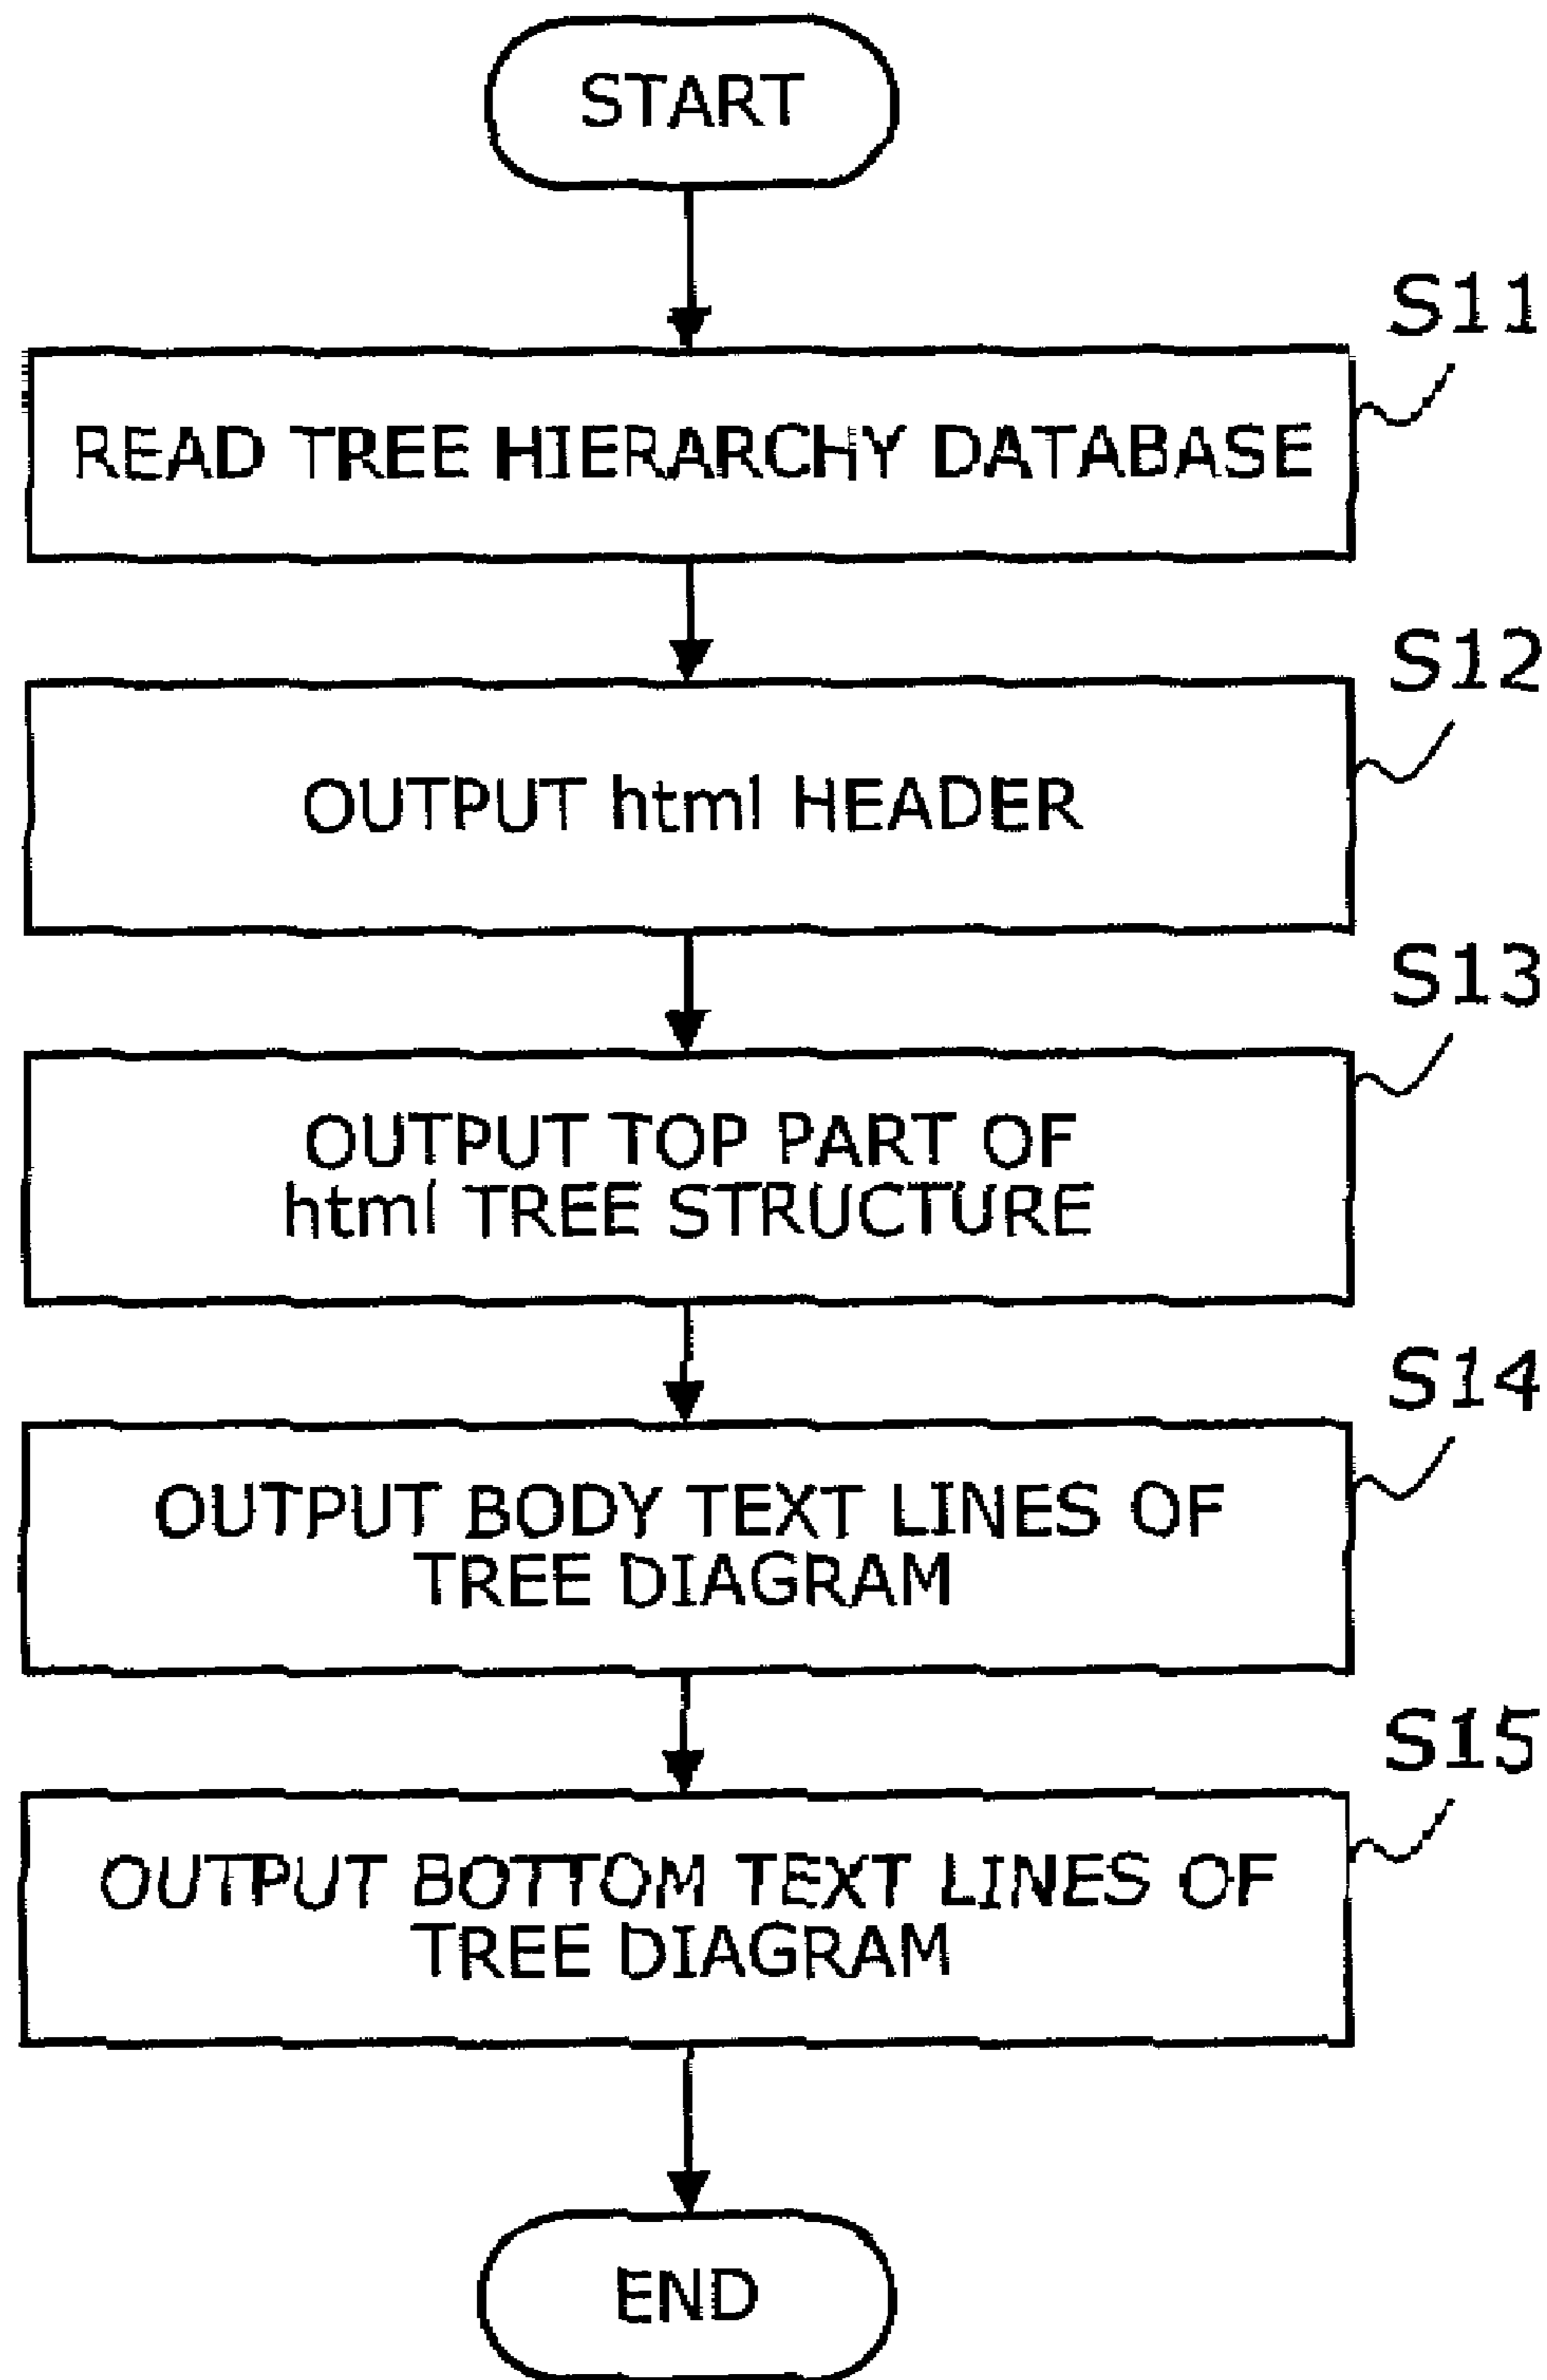 START
S11
READ TREE HIERARCHY DATABASE
S12
OUTPUT html HEADER
S13
OUTPUT TOP PART OF
html TREE STRUCTURE
S14
OUTPUT BODY TEXT LINES OF
TREE DIAGRAM
S15
OUTPUT BOTTOM TEXT LINES OF
TREE DIAGRAM
END